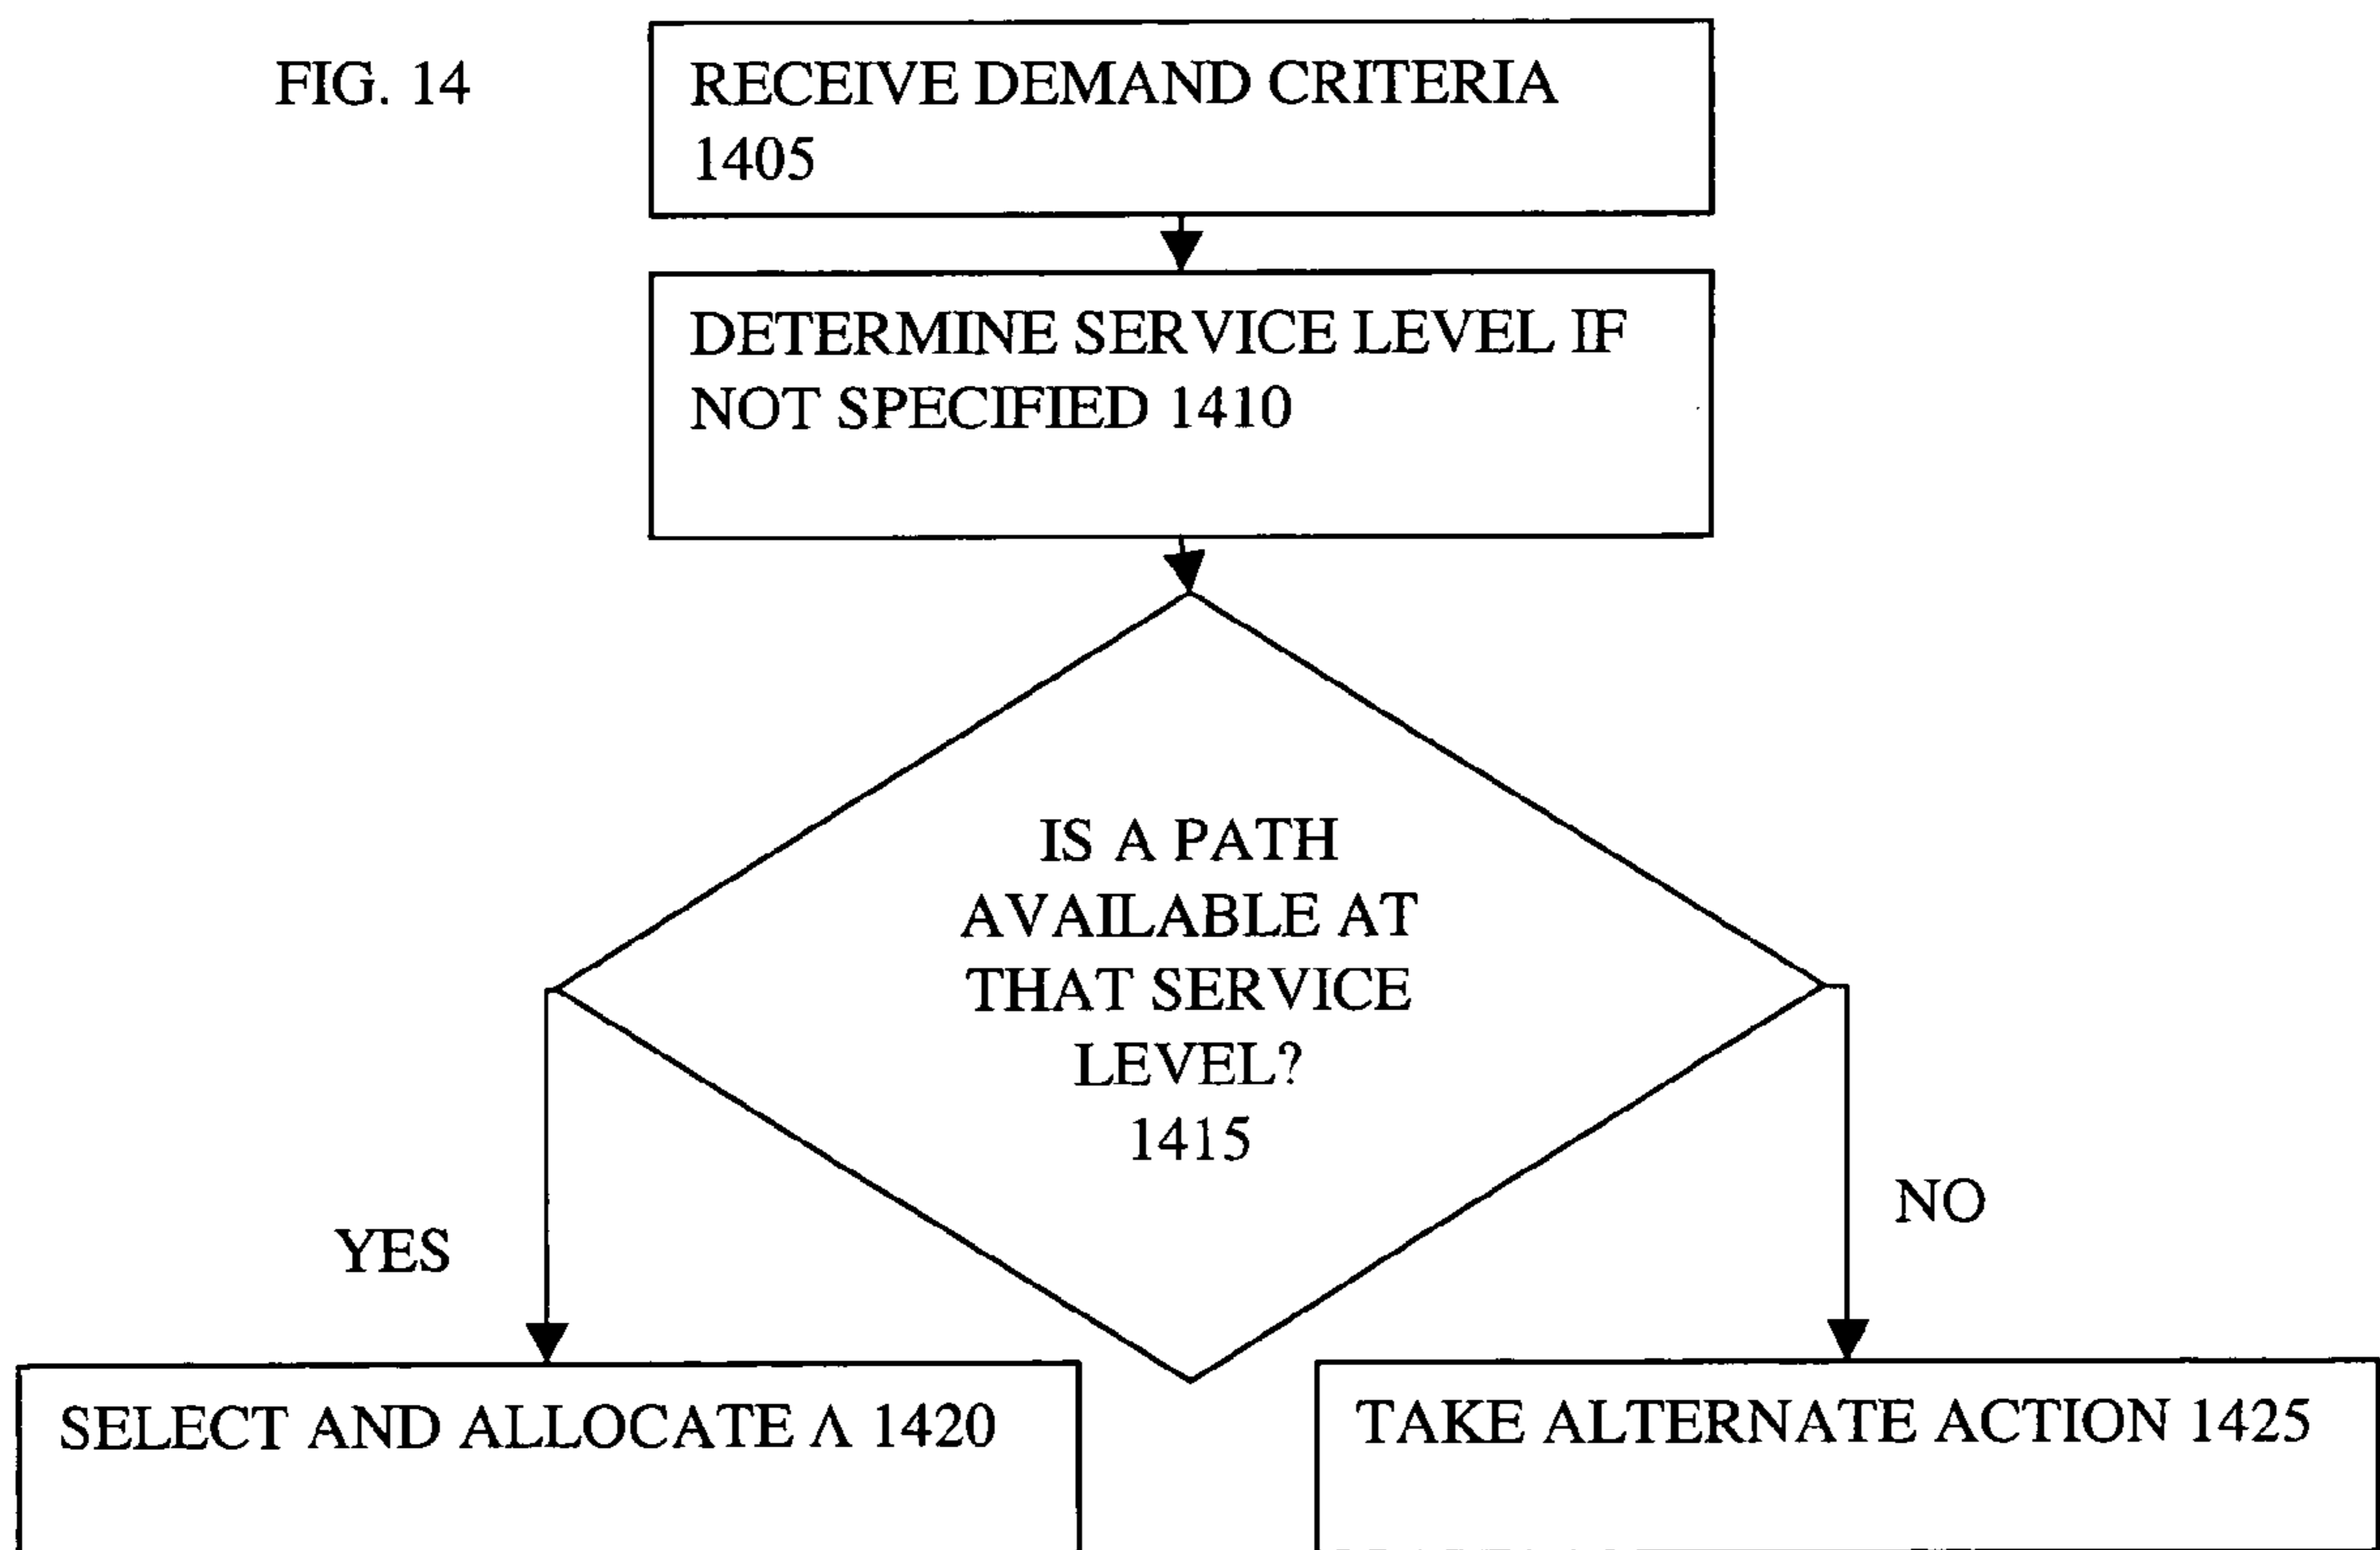 FIG. 14
RECEIVE DEMAND CRITERIA
1405
DETERMINE SERVICE LEVEL IF
NOT SPECIFIED 1410
IS A PATH
AVAILABLE AT
THAT SERVICE
LEVEL?
1415
YES
NO
SELECT AND ALLOCATE Λ 1420
TAKE ALTERNATE ACTION 1425